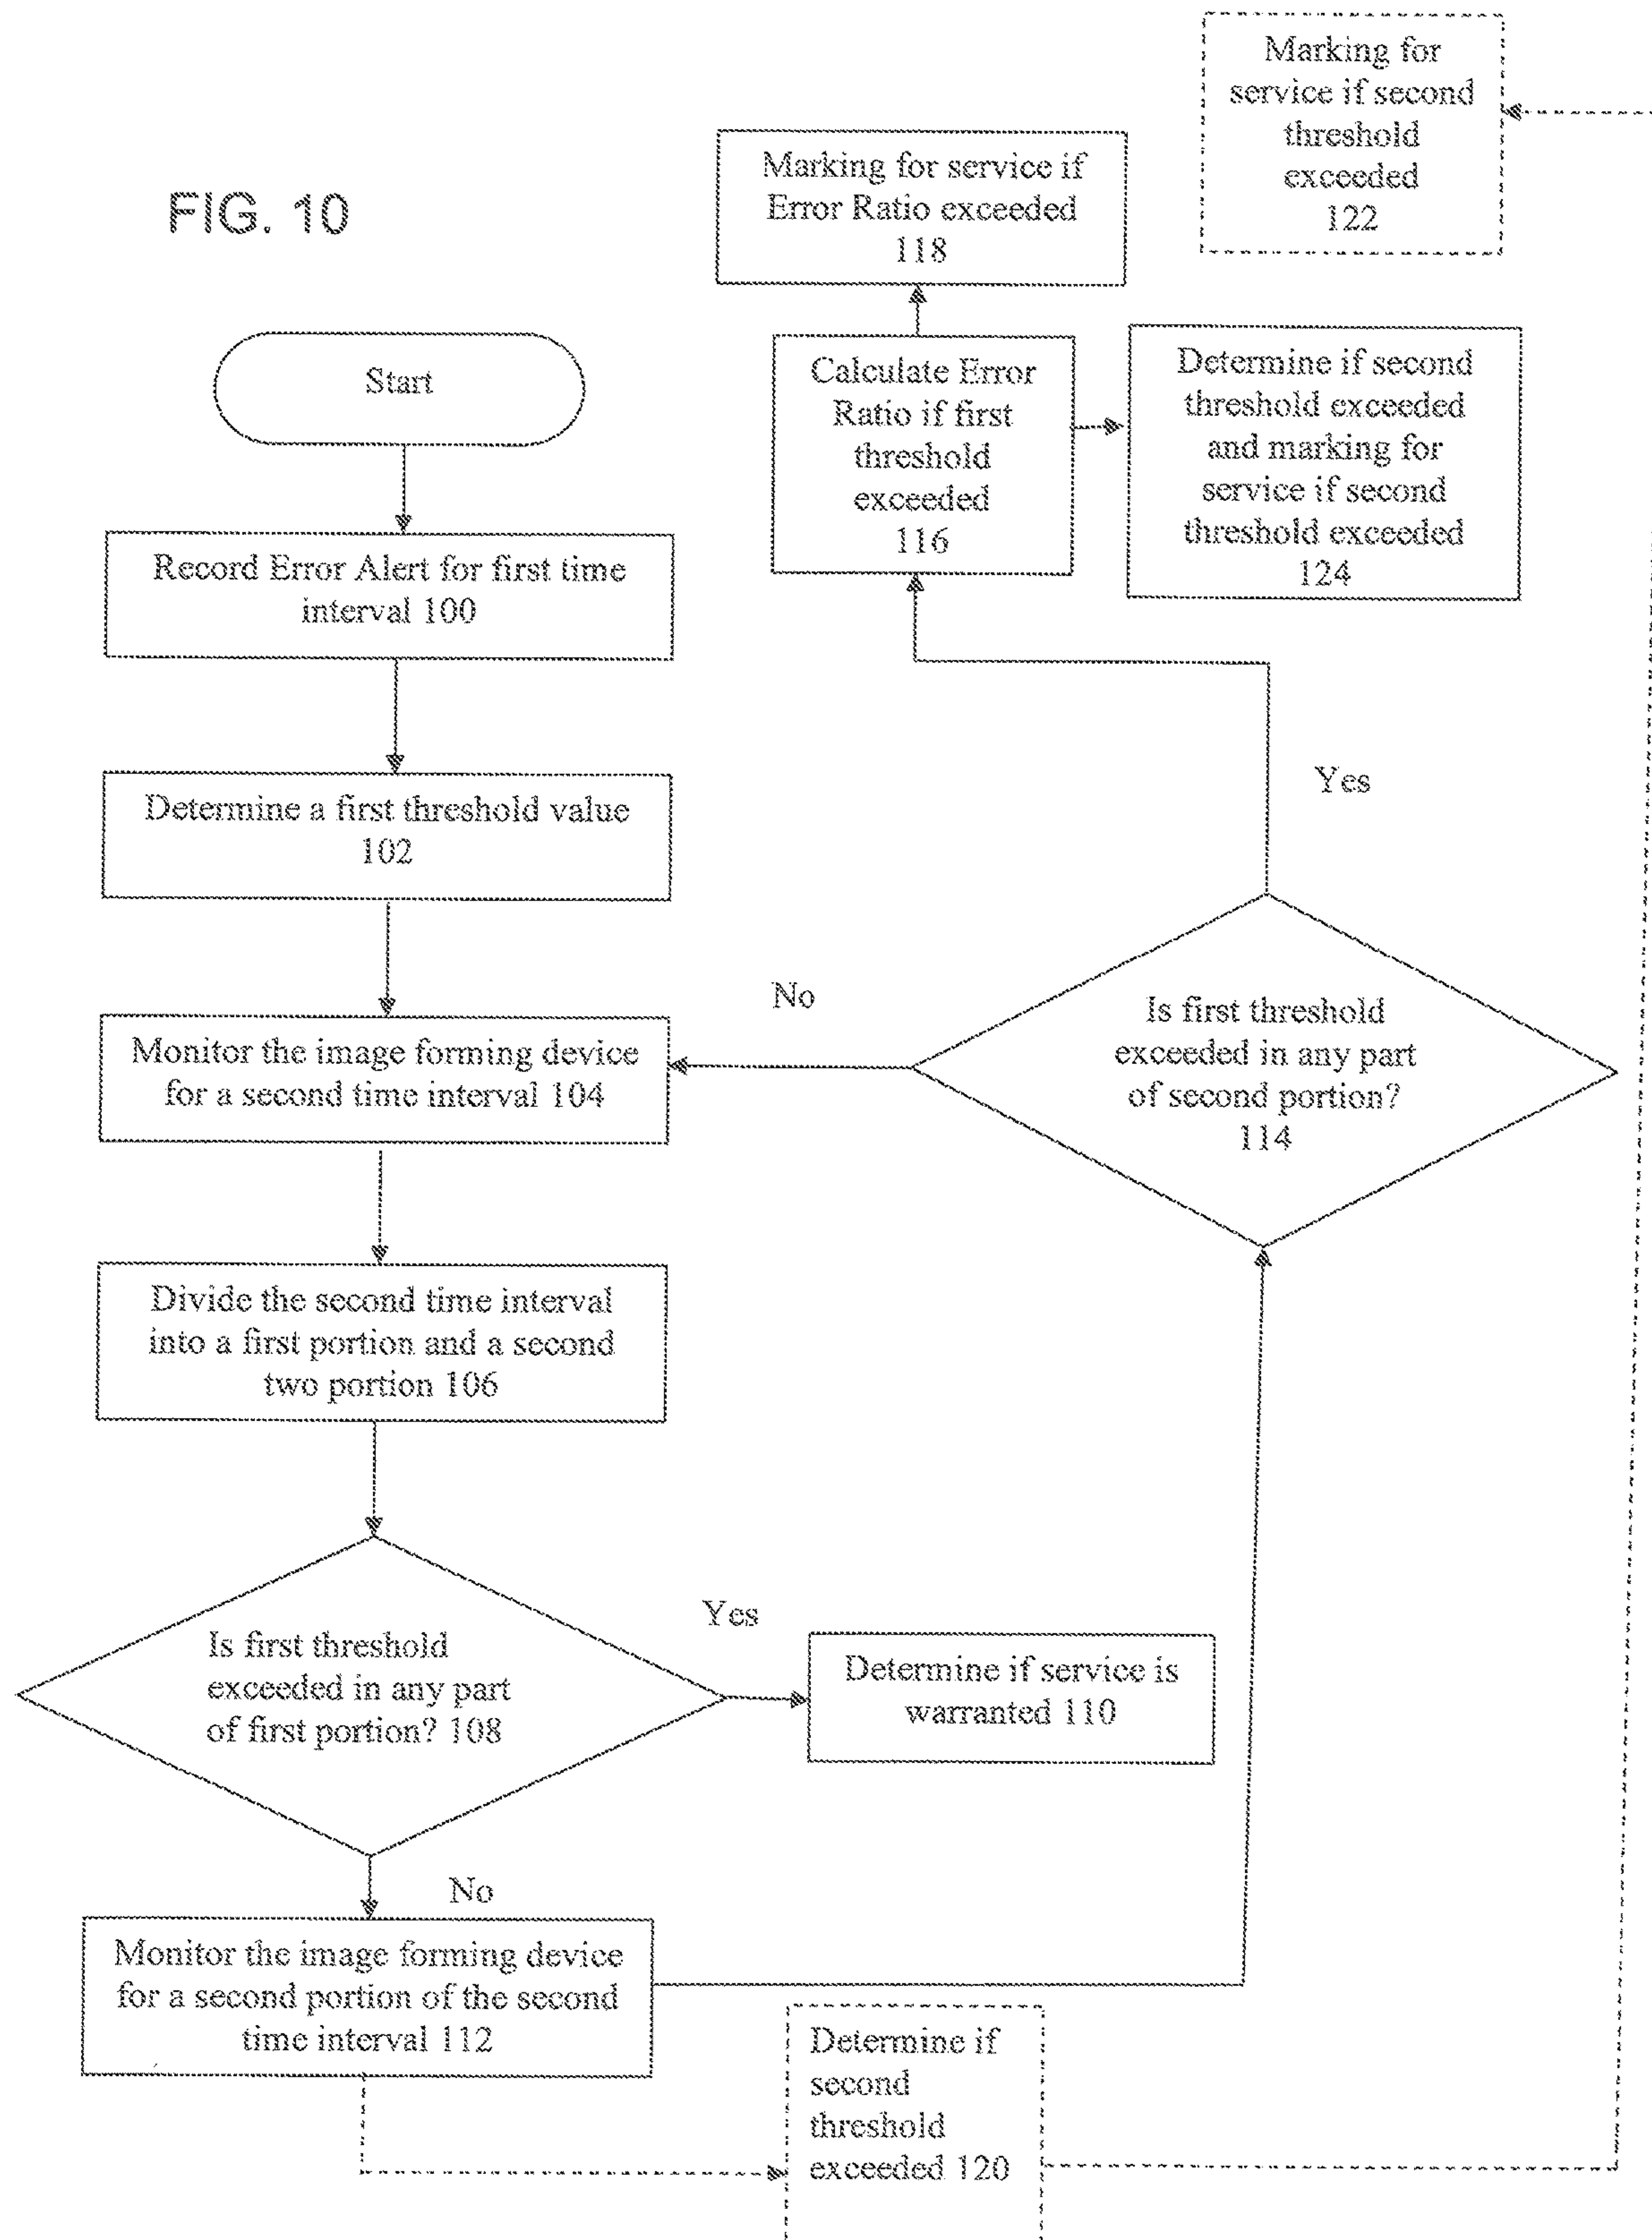 FIG. 10
Start
Record Error Alert for first time
interval 100
Determine a first threshold value
102
Monitor the image forming device
for a second time interval 104
Divide the second time interval
into a first portion and a second
two portion 106
Is first threshold
exceeded in any part
of first portion? 108
Yes
Determine if service is
warranted 110
No
Monitor the image forming device
for a second portion of the second
time interval 112
Is first threshold
exceeded in any part
of second portion?
114
No
Yes
Calculate Error
Ratio if first
threshold
exceeded
116
Marking for service if
Error Ratio exceeded
118
Determine if second
threshold exceeded
and marking for
service if second
threshold exceeded
124
Determine if
second
threshold
exceeded 120
Marking for
service if second
threshold
exceeded
122